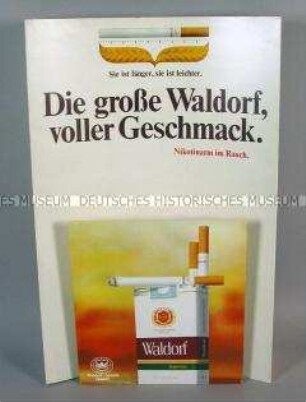 Sie ist länger, sie ist leichter.
Die große Waldorf,
voller Geschmack.
Nikotinarm im Rauch.
DEUTSCHES HISTORISCHES MUSEUM
Waldorf